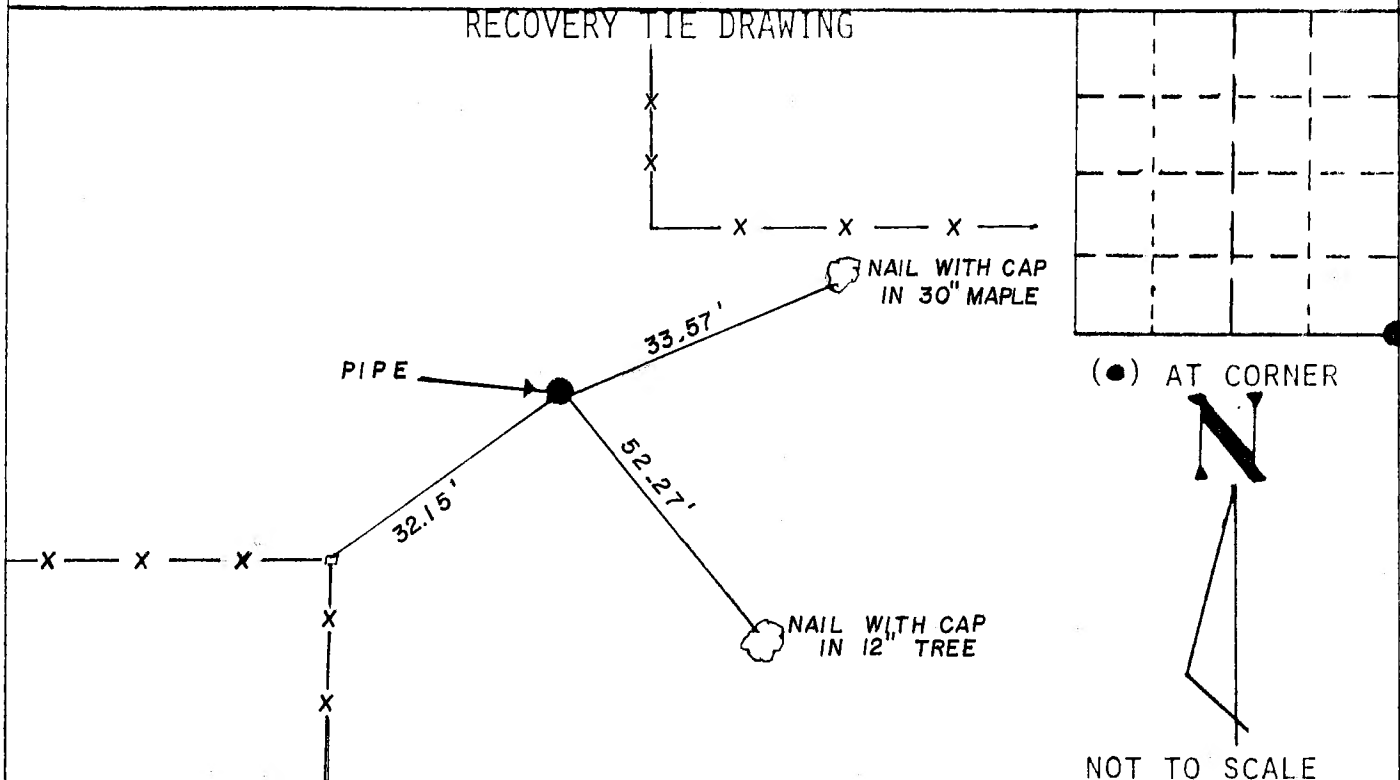 RECOVERY TIE DRAWING
NAIL WITH CAP
IN 30" MAPLE
33.57'
PIPE
(●) AT CORNER
N
52.27'
32.15'
NAIL WITH CAP
IN 12" TREE
NOT TO SCALE